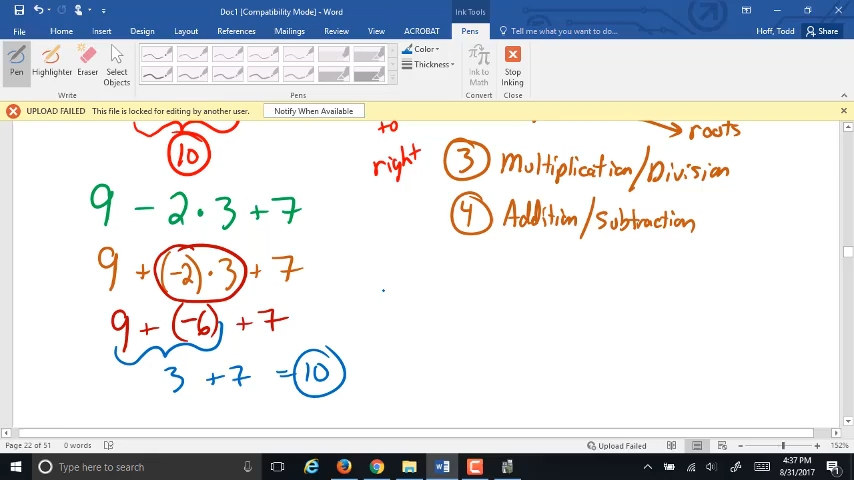 Doc1 [Compatibility Mode] - Word
Ink Tools
File Home Insert Design Layout References Mailings Review View ACROBAT Pens Tell me what you want to do... Hoff, Todd Share
Pen Highlighter Eraser Select Objects Color Thickness Ink to Math Stop Inking
Write Pens Convert Close
UPLOAD FAILED This file is locked for editing by another user. Notify When Available
10
to
right
roots
3 Multiplication/Division
4 Addition/Subtraction
9 - 2 · 3 + 7
9 + (-2) · 3 + 7
9 + (-6) + 7
3 + 7 = 10
Page 22 of 51 0 words Upload Failed 152%
Type here to search
4:37 PM
8/31/2017